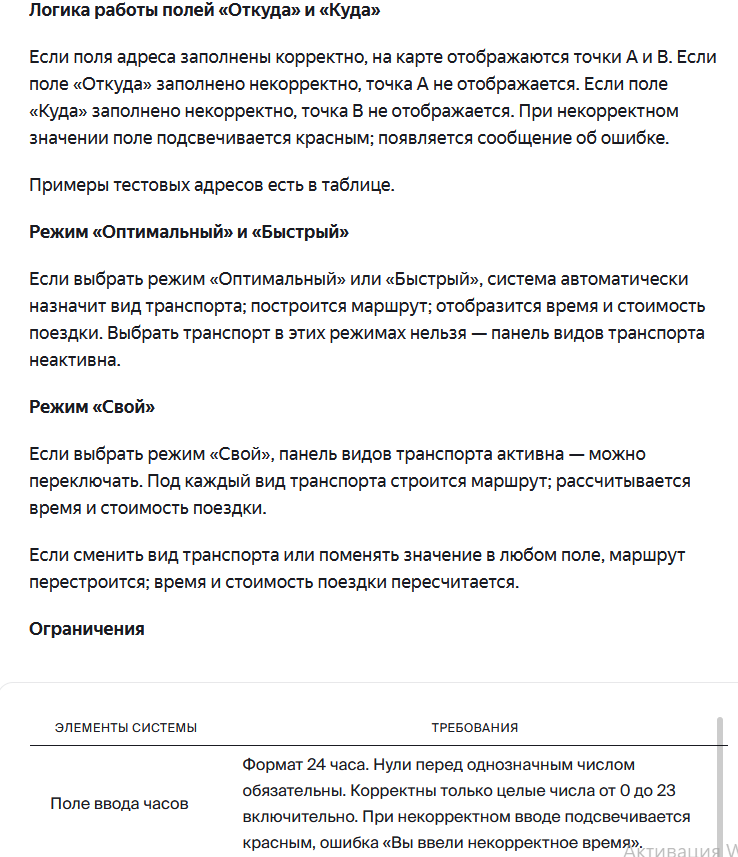 Логика работы полей «Откуда» и «Куда»
Если поля адреса заполнены корректно, на карте отображаются точки А и В. Если
поле «Откуда» заполнено некорректно, точка А не отображается. Если поле
«Куда» заполнено некорректно, точка В не отображается. При некорректном
значении поле подсвечивается красным; появляется сообщение об ошибке.
Примеры тестовых адресов есть в таблице.
Режим «Оптимальный» и «Быстрый»
Если выбрать режим «Оптимальный» или «Быстрый», система автоматически
назначит вид транспорта; построится маршрут; отобразится время и стоимость
поездки. Выбрать транспорт в этих режимах нельзя — панель видов транспорта
неактивна.
Режим «Свой»
Если выбрать режим «Свой», панель видов транспорта активна — можно
переключать. Под каждый вид транспорта строится маршрут; рассчитывается
время и стоимость поездки.
Если сменить вид транспорта или поменять значение в любом поле, маршрут
перестроится; время и стоимость поездки пересчитается.
Ограничения
ЭЛЕМЕНТЫ СИСТЕМЫ
ТРЕБОВАНИЯ
Поле ввода часов
Формат 24 часа. Нули перед однозначным числом
обязательны. Корректны только целые числа от 0 до 23
включительно. При некорректном вводе подсвечивается
красным, ошибка «Вы ввели некорректное время».
Активация W